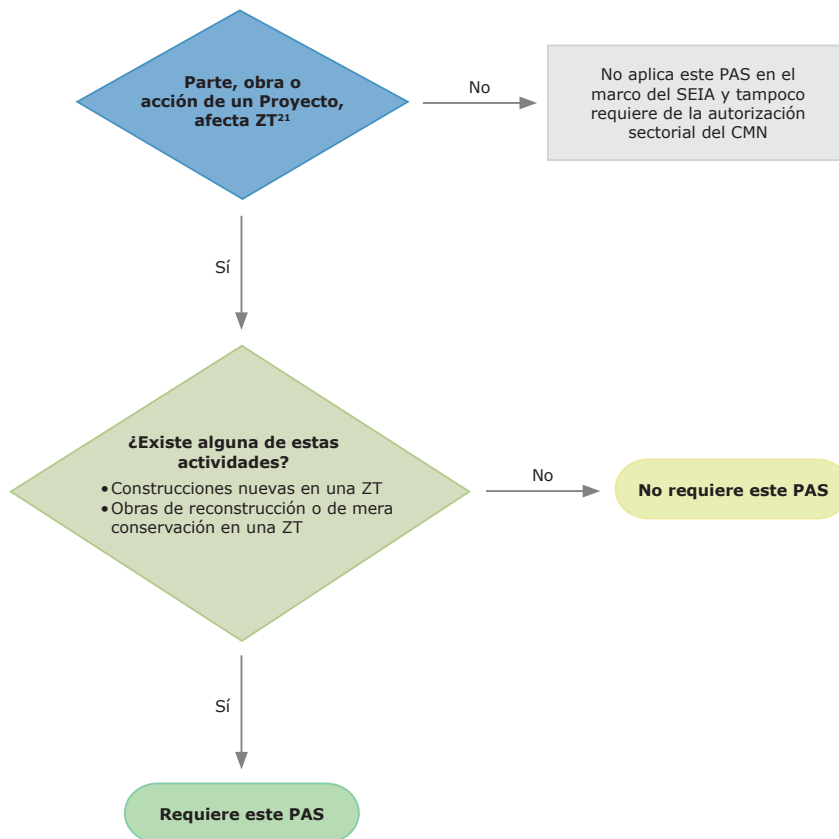 Parte, obra o
acción de un Proyecto,
afecta ZT²¹
No
No aplica este PAS en el
marco del SEIA y tampoco
requiere de la autorización
sectorial del CMN
Sí
¿Existe alguna de estas
actividades?
•Construcciones nuevas en una ZT
•Obras de reconstrucción o de mera
conservación en una ZT
No
No requiere este PAS
Sí
Requiere este PAS